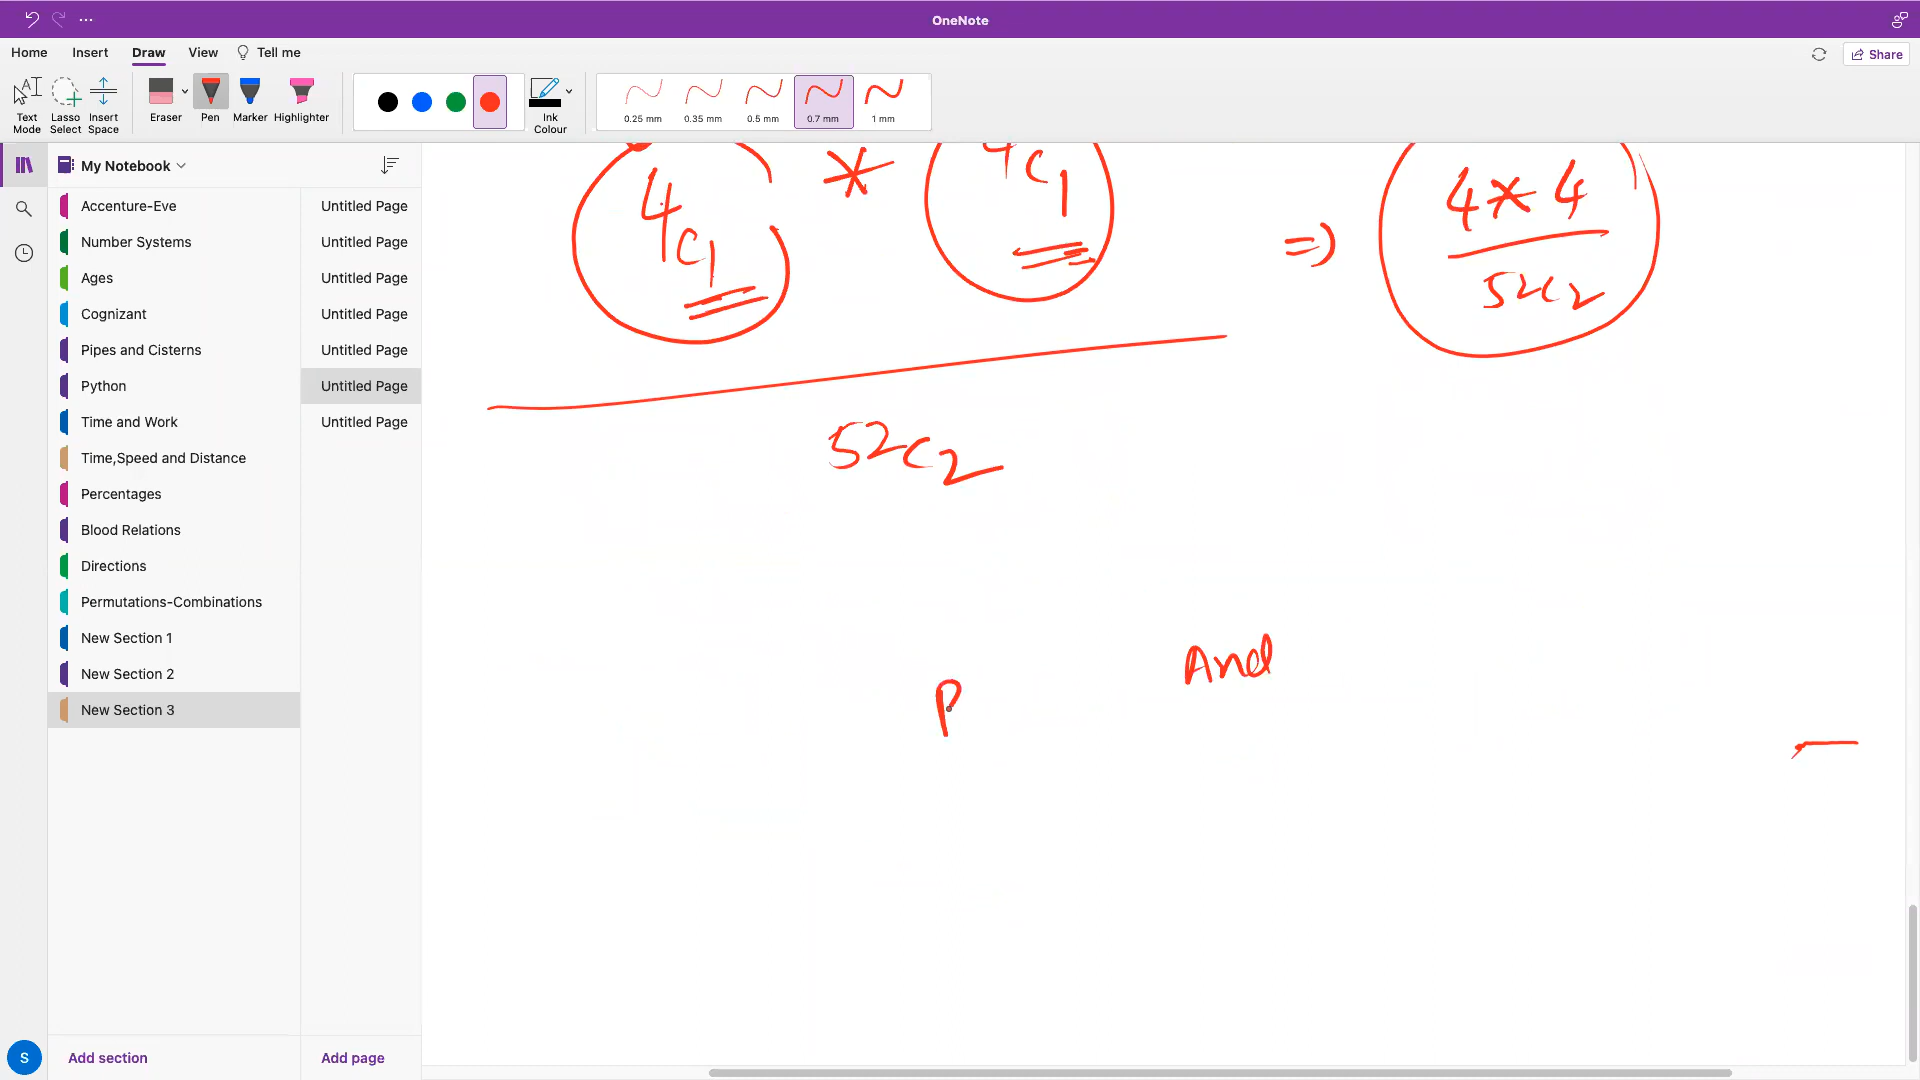 OneNote
Home Insert Draw View Tell me
Share
Text Mode
Lasso Select
Insert Space
Eraser
Pen
Marker
Highlighter
Ink Colour
0.25 mm
0.35 mm
0.5 mm
0.7 mm
1 mm
My Notebook
Accenture-Eve
Number Systems
Ages
Cognizant
Pipes and Cisterns
Python
Time and Work
Time,Speed and Distance
Percentages
Blood Relations
Directions
Permutations-Combinations
New Section 1
New Section 2
New Section 3
Untitled Page
Untitled Page
Untitled Page
Untitled Page
Untitled Page
Untitled Page
Untitled Page
Add section
Add page
S
4C1 * 4C1 => 4*4
52C2
52C2
And
P